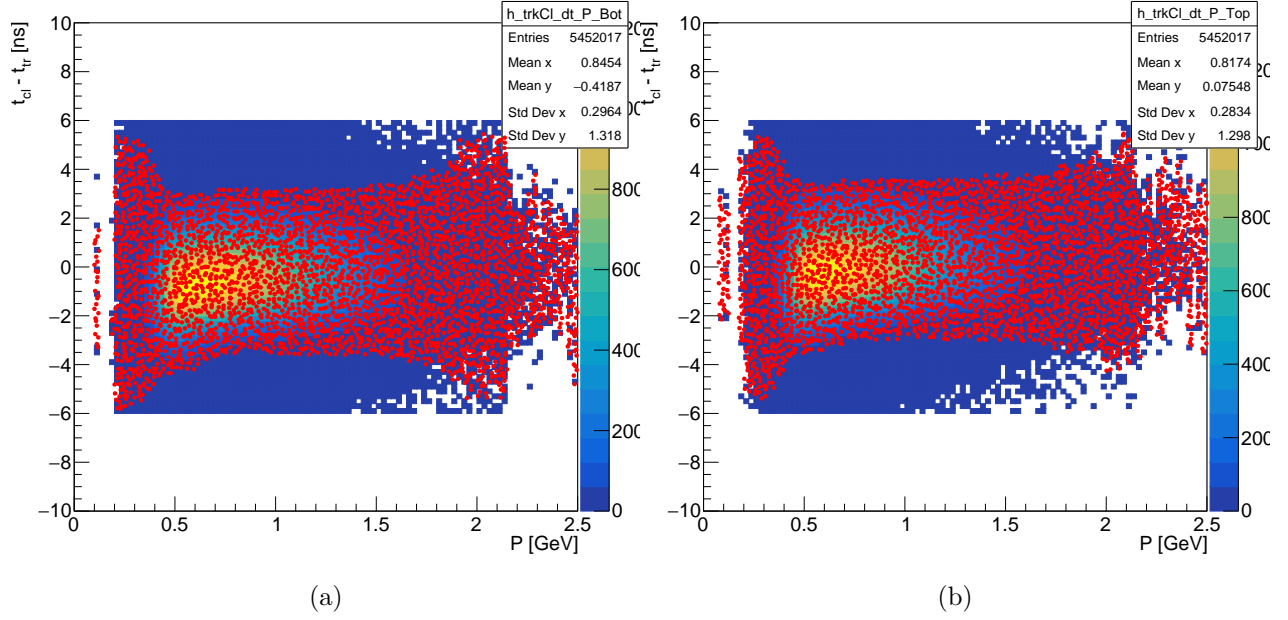 h_trkCl_dt_P_Bot
Entries 5452017
Mean x 0.8454
Mean y −0.4187
Std Dev x 0.2964
Std Dev y 1.318
t_cl - t_tr [ns]
10
8
6
4
2
0
−2
−4
−6
−8
−10
0 0.5 1 1.5 2 2.5
P [GeV]
800
600
400
200
0
(a)
h_trkCl_dt_P_Top
Entries 5452017
Mean x 0.8174
Mean y 0.07548
Std Dev x 0.2834
Std Dev y 1.298
t_cl - t_tr [ns]
10
8
6
4
2
0
−2
−4
−6
−8
−10
0 0.5 1 1.5 2 2.5
P [GeV]
800
600
400
200
0
(b)